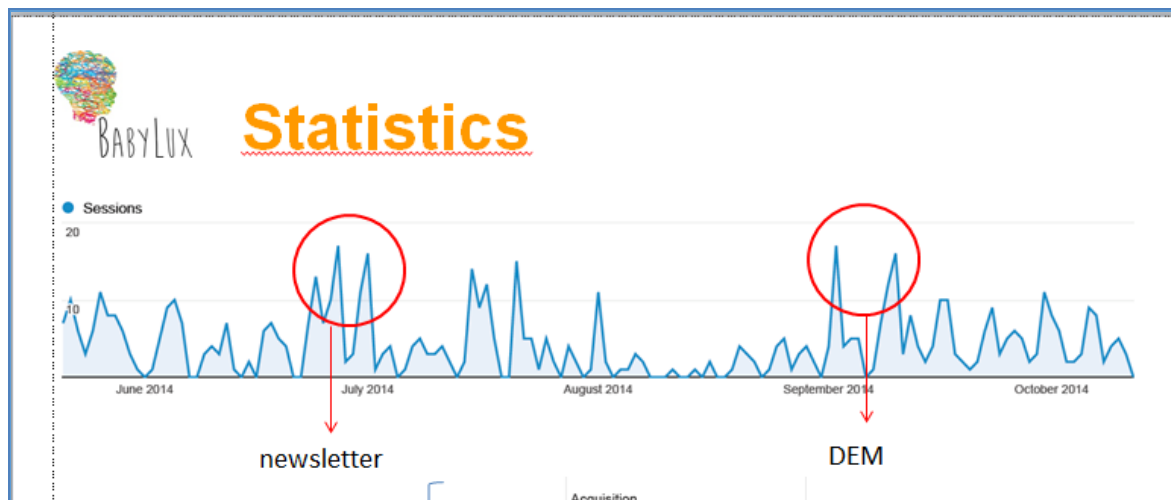 BABYLUX
Statistics
Sessions
20
10
June 2014
July 2014
August 2014
September 2014
October 2014
newsletter
DEM
Acquisition